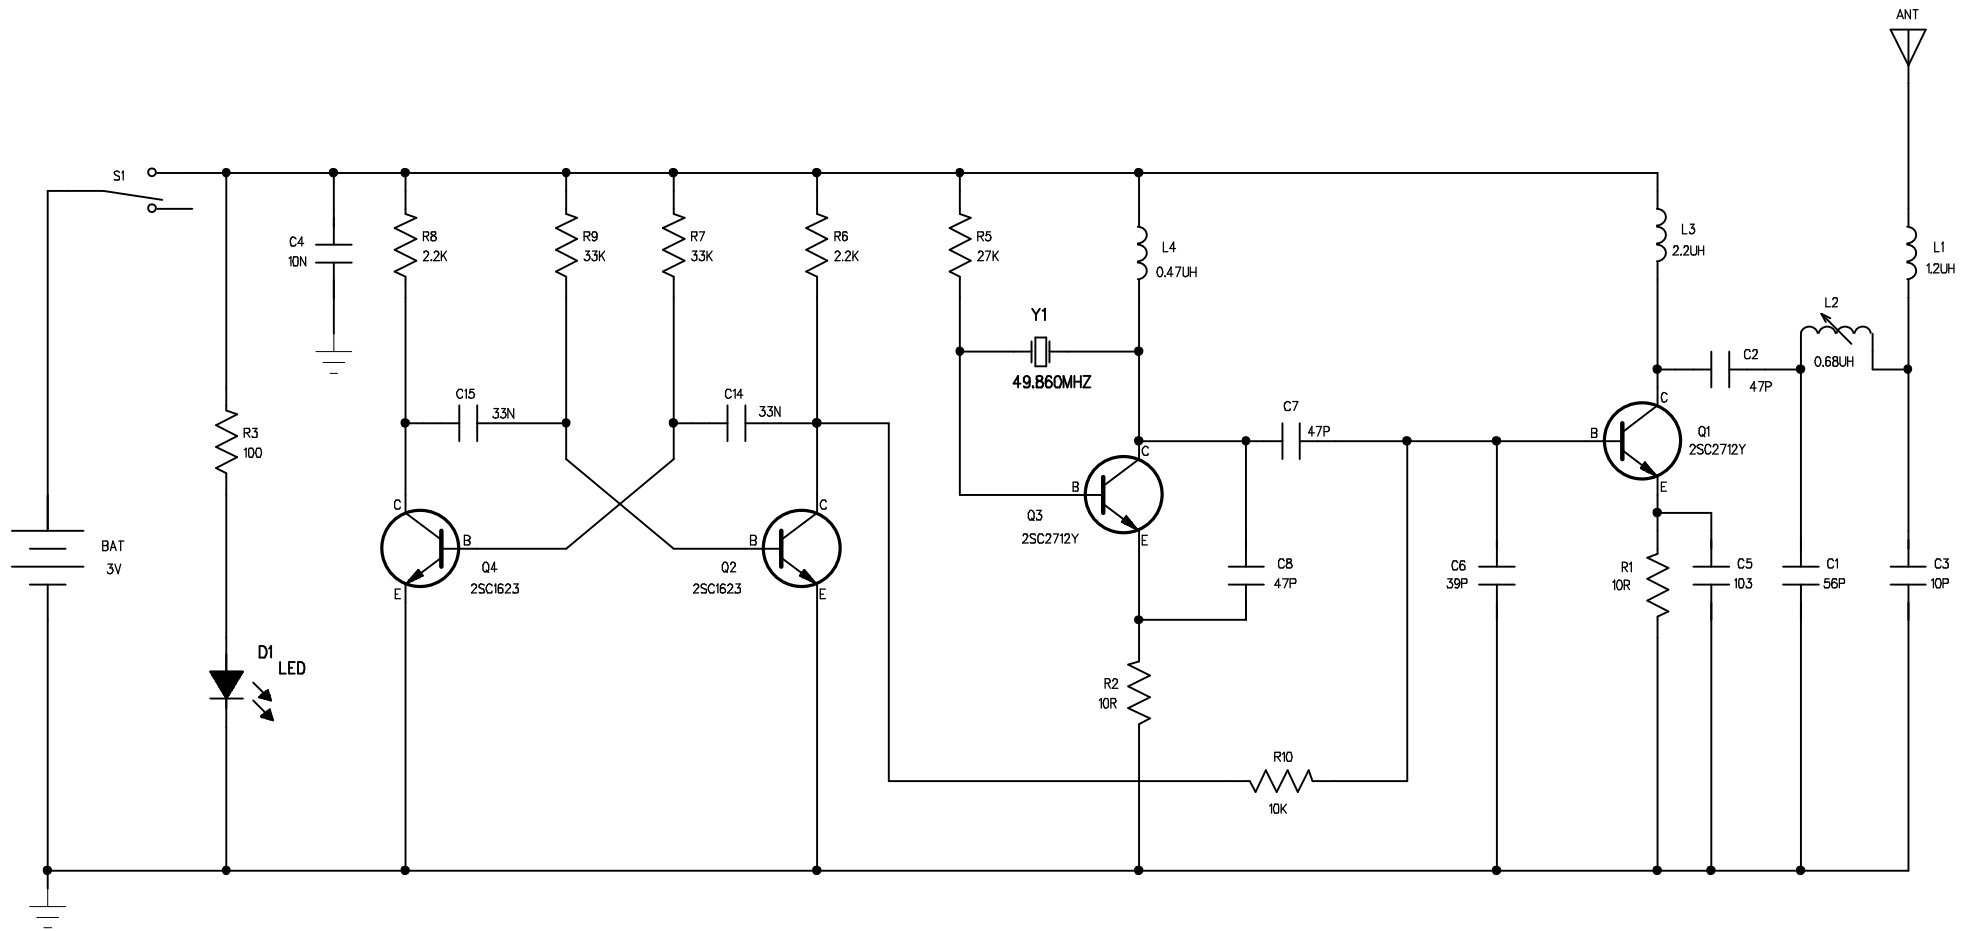 ANT
S1
C4
10N
R8
2.2K
R9
33K
R7
33K
R6
2.2K
R5
27K
L4
0.47UH
L3
2.2UH
L1
1.2UH
L2
0.68UH
Y1
49.860MHZ
C2
47P
C15
33N
C14
33N
C7
47P
R3
100
C
B
E
Q4
2SC1623
C
B
E
Q2
2SC1623
C
B
E
Q3
2SC2712Y
C
B
E
Q1
2SC2712Y
BAT
3V
C8
47P
C6
39P
R1
10R
C5
103
C1
56P
C3
10P
D1
LED
R2
10R
R10
10K